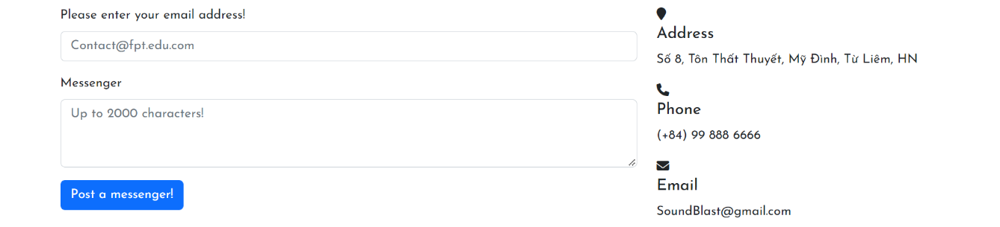 Please enter your email address!
Contact@fpt.edu.com
Messenger
Up to 2000 characters!
Post a messenger!
Address
Số 8, Tôn Thất Thuyết, Mỹ Đình, Từ Liêm, HN
Phone
(+84) 99 888 6666
Email
SoundBlast@gmail.com